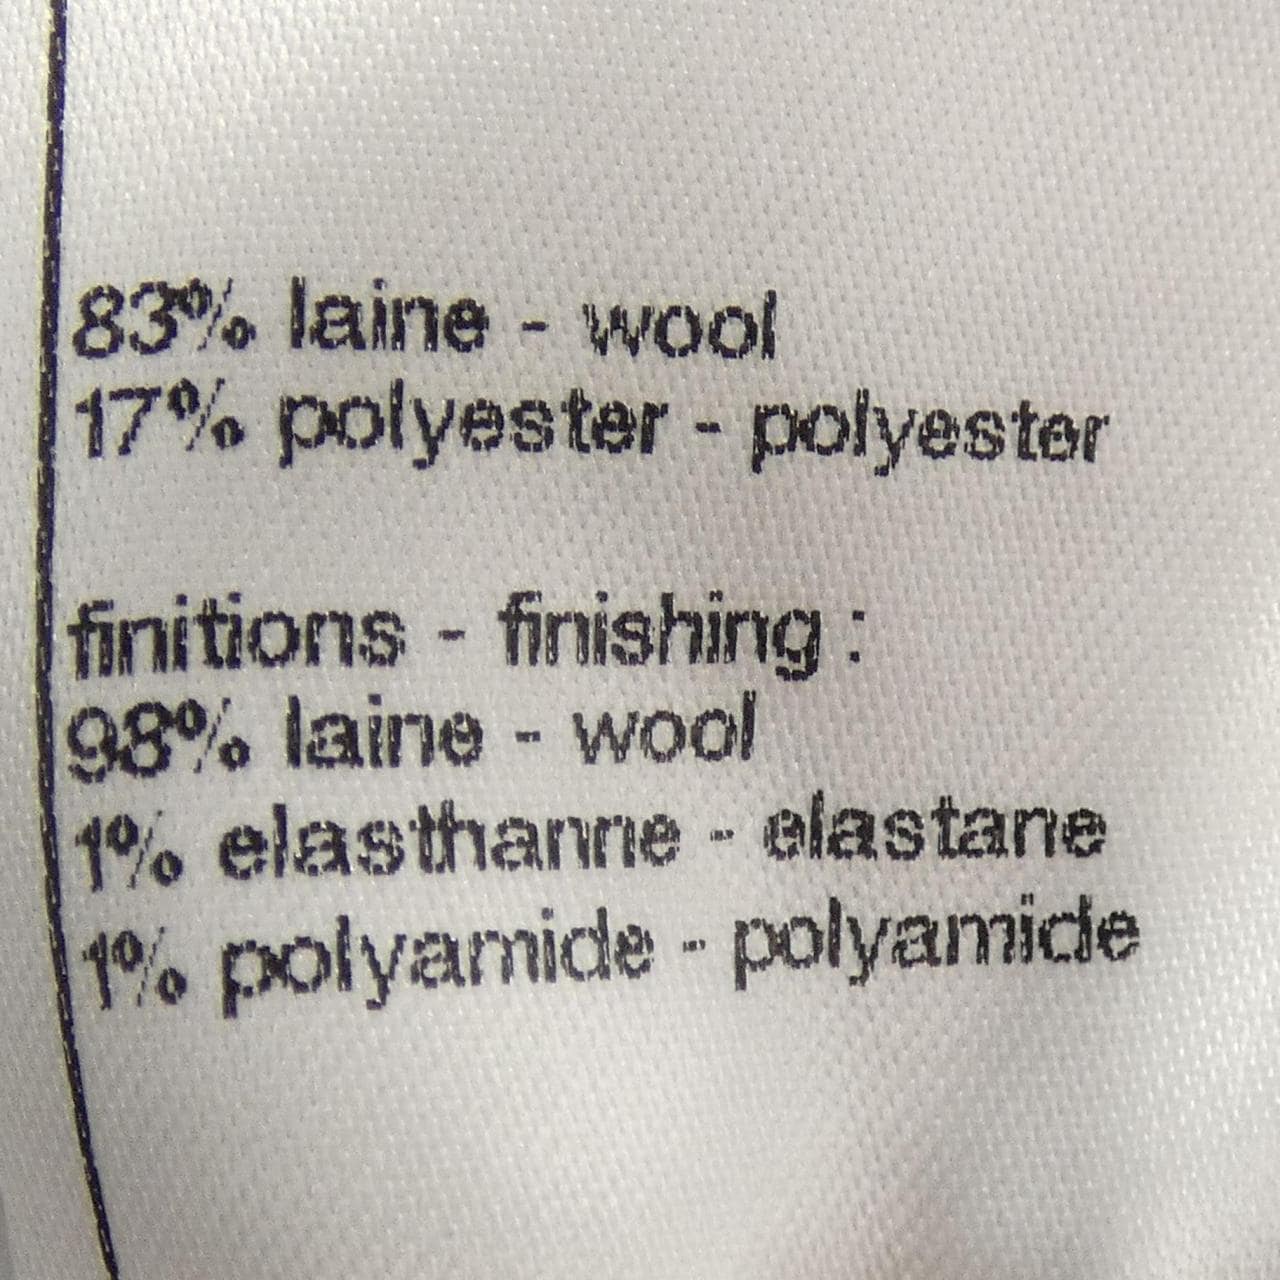 83% laine - wool
17% polyester - polyester
finitions - finishing :
98% laine - wool
1% elasthanne - elastane
1% polyamide - polyamide